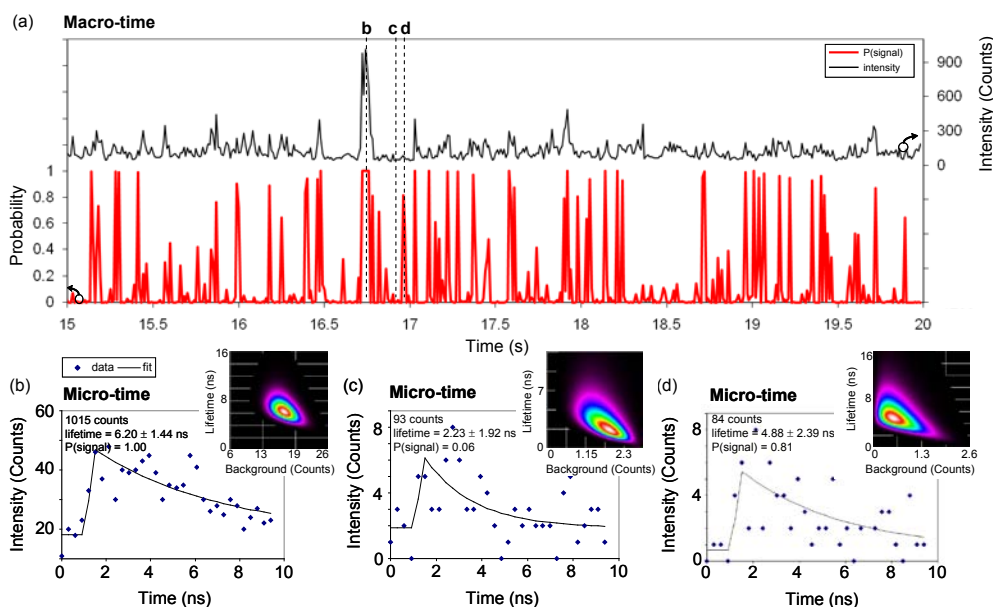 (a) Macro-time b c d
P(signal)
intensity
900
600
300
0
Intensity (Counts)
1
0.8
0.6
0.4
0.2
0
Probability
15 15.5 16 16.5 17 17.5 18 18.5 19 19.5 20
Time (s)
data fit
(b) Micro-time
1015 counts
lifetime = 6.20 ± 1.44 ns
P(signal) = 1.00
60
40
20
Intensity (Counts)
0 2 4 6 8 10
Time (ns)
16
12
8
4
0
Lifetime (ns)
6 13 19 26
Background (Counts)
(c) Micro-time
93 counts
lifetime = 2.23 ± 1.92 ns
P(signal) = 0.06
8
4
0
Intensity (Counts)
0 2 4 6 8 10
Time (ns)
7
0
Lifetime (ns)
0 1.15 2.3
Background (Counts)
(d) Micro-time
84 counts
lifetime = 4.88 ± 2.39 ns
P(signal) = 0.81
8
6
4
2
0
Intensity (Counts)
0 2 4 6 8 10
Time (ns)
16
12
8
4
0
Lifetime (ns)
0 1.3 2.6
Background (Counts)